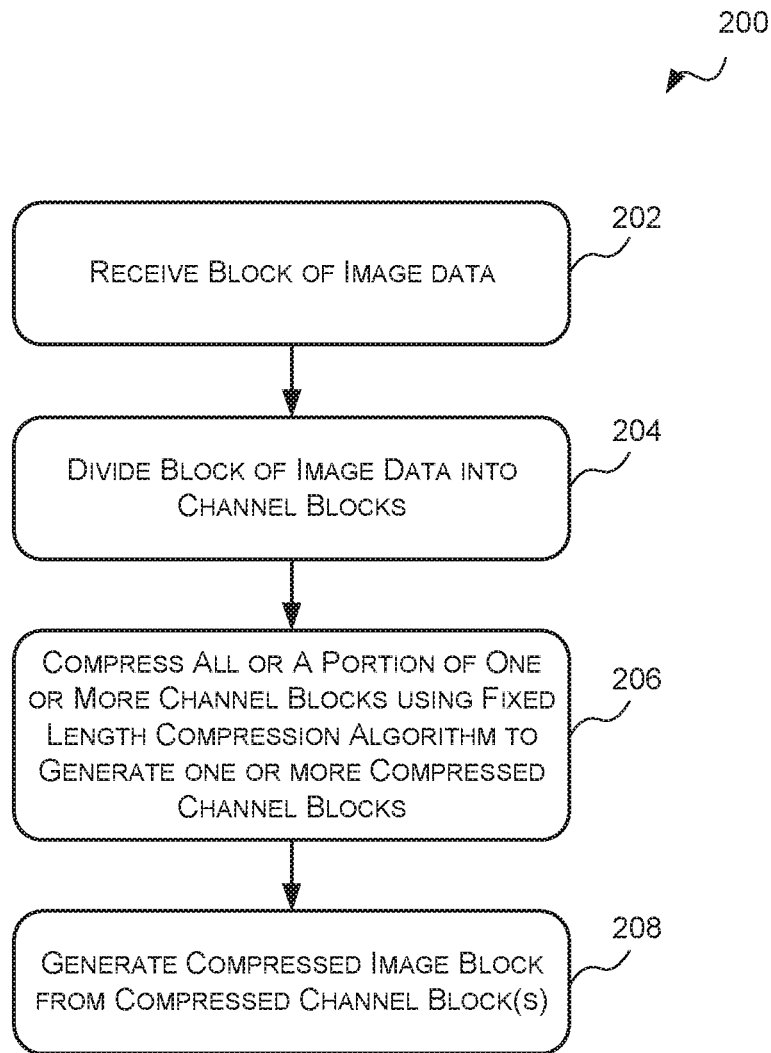 200
202
RECEIVE BLOCK OF IMAGE DATA
204
DIVIDE BLOCK OF IMAGE DATA INTO
CHANNEL BLOCKS
COMPRESS ALL OR A PORTION OF ONE
OR MORE CHANNEL BLOCKS USING FIXED
LENGTH COMPRESSION ALGORITHM TO
GENERATE ONE OR MORE COMPRESSED
CHANNEL BLOCKS
206
GENERATE COMPRESSED IMAGE BLOCK
FROM COMPRESSED CHANNEL BLOCK(S)
208